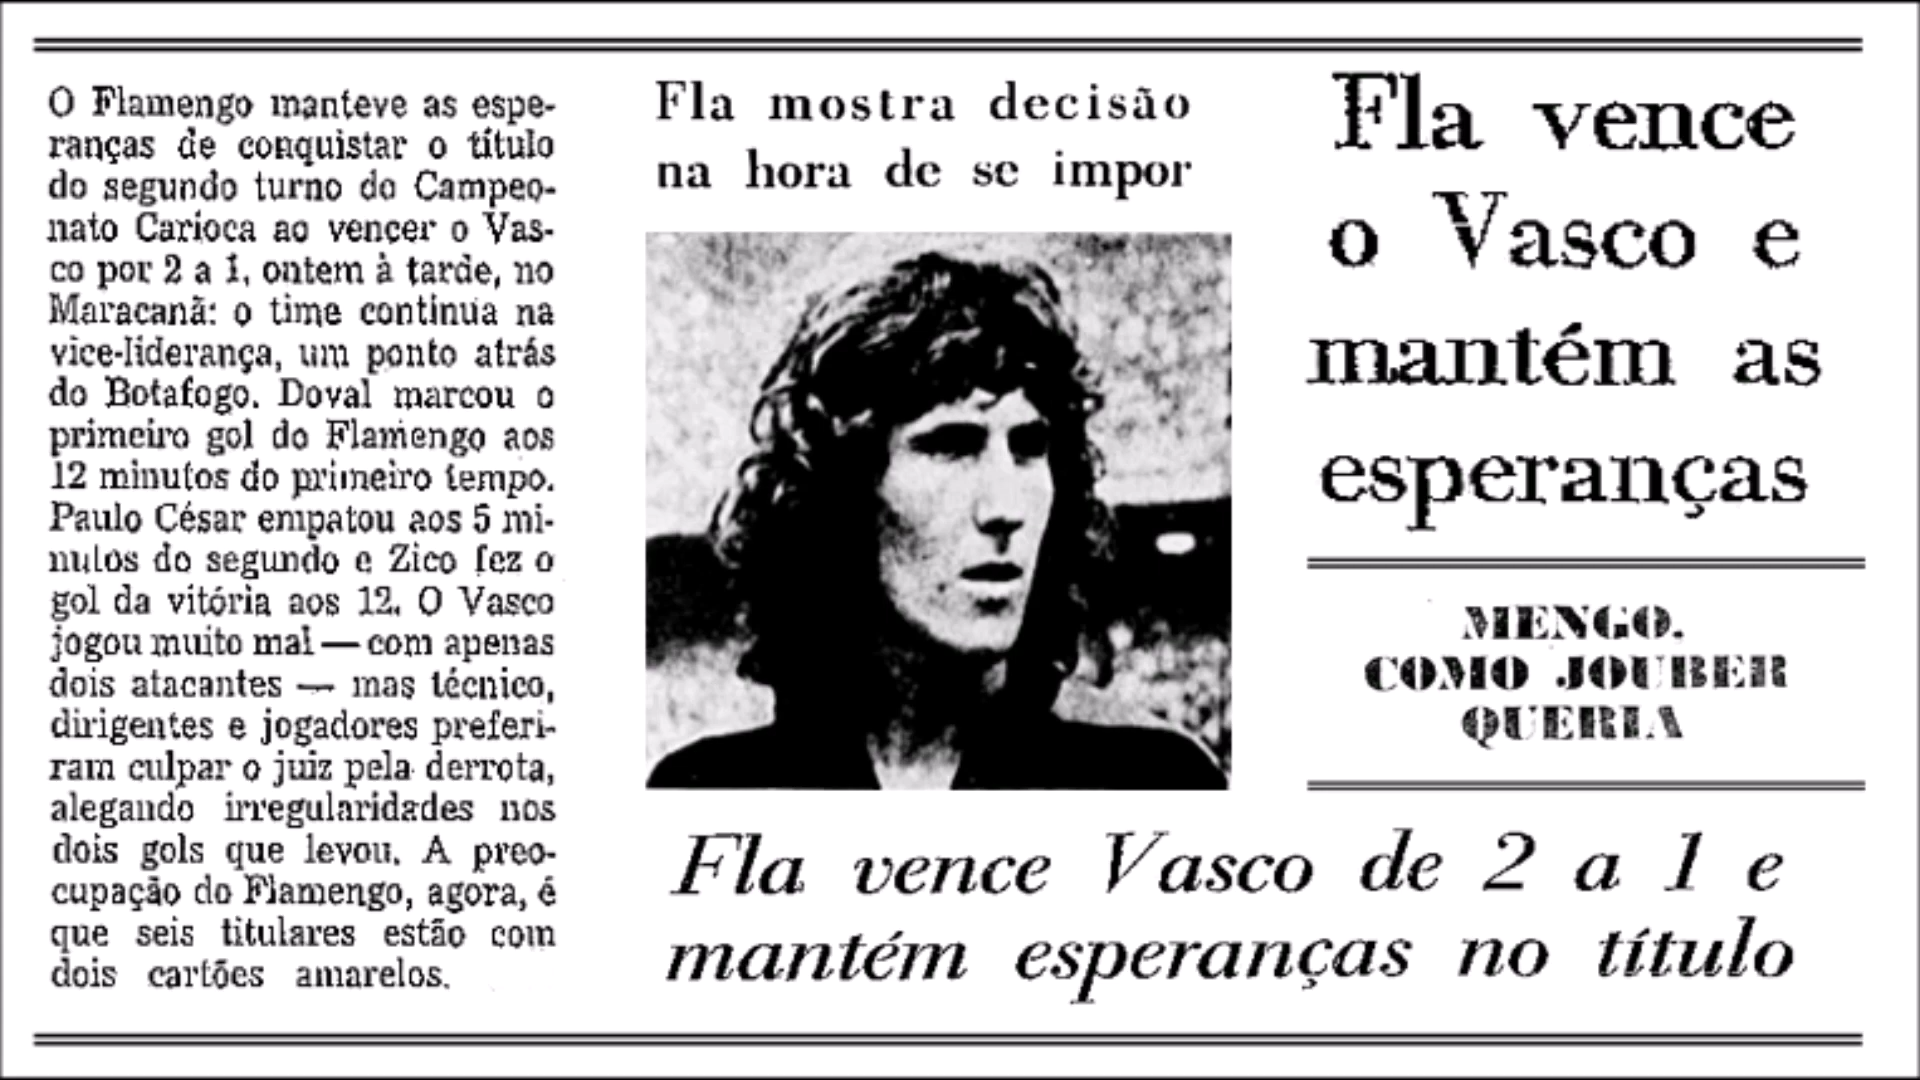 O Flamengo manteve as espe-
ranças de conquistar o título
do segundo turno do Campeo-
nato Carioca ao vencer o Vas-
co por 2 a 1, ontem à tarde, no
Maracanã: o time continua na
vice-liderança, um ponto atrás
do Botafogo. Doval marcou o
primeiro gol do Flamengo aos
12 minutos do primeiro tempo.
Paulo César empatou aos 5 mi-
nutos do segundo e Zico fez o
gol da vitória aos 12. O Vasco
jogou muito mal — com apenas
dois atacantes — mas técnico,
dirigentes e jogadores preferi-
ram culpar o juiz pela derrota,
alegando irregularidades nos
dois gols que levou. A preo-
cupação do Flamengo, agora, é
que seis titulares estão com
dois cartões amarelos.
Fla mostra decisão
na hora de se impor
Fla vence
o Vasco e
mantém as
esperanças
MENGO.
COMO JOUBER
QUERIA
Fla vence Vasco de 2 a 1 e
mantém esperanças no título